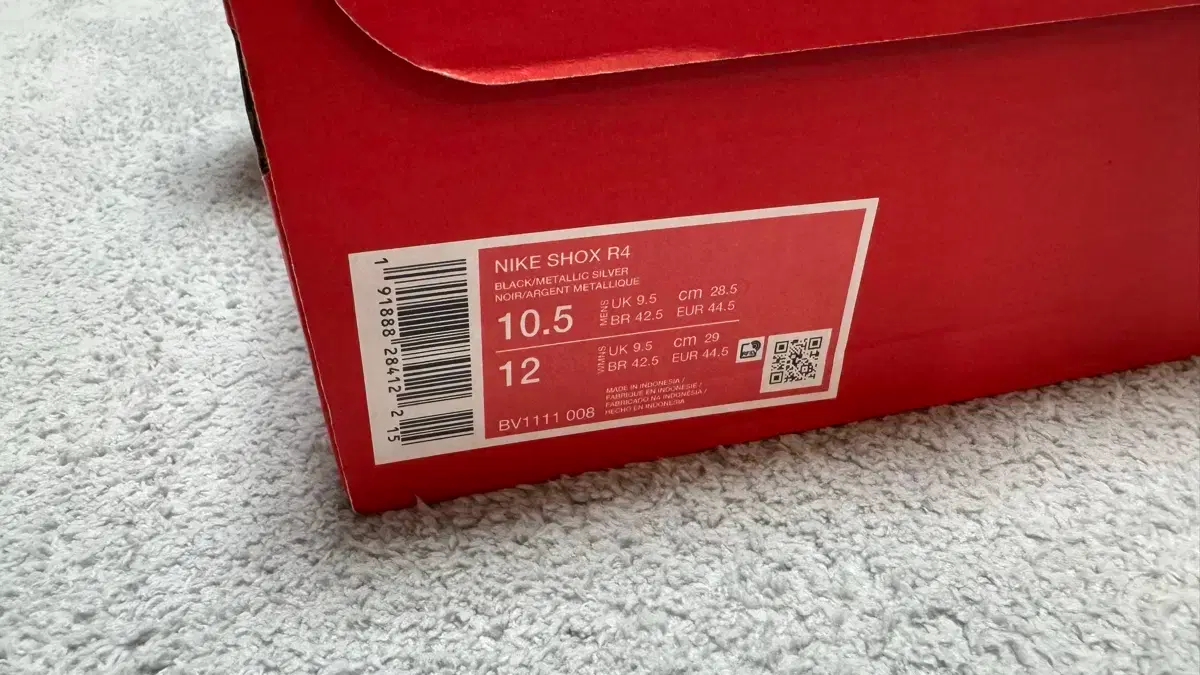 1 91888 28412 2 15
NIKE SHOX R4
BLACK/METALLIC SILVER
NOIR/ARGENT METALLIQUE
10.5 MENS UK 9.5 cm 28.5
BR 42.5 EUR 44.5
12 WMNS UK 9.5 cm 29
BR 42.5 EUR 44.5
MADE IN INDONESIA /
FABRIQUE EN INDONESIE /
FABRICADO NA INDONESIA /
HECHO EN INDONESIA
BV1111 008